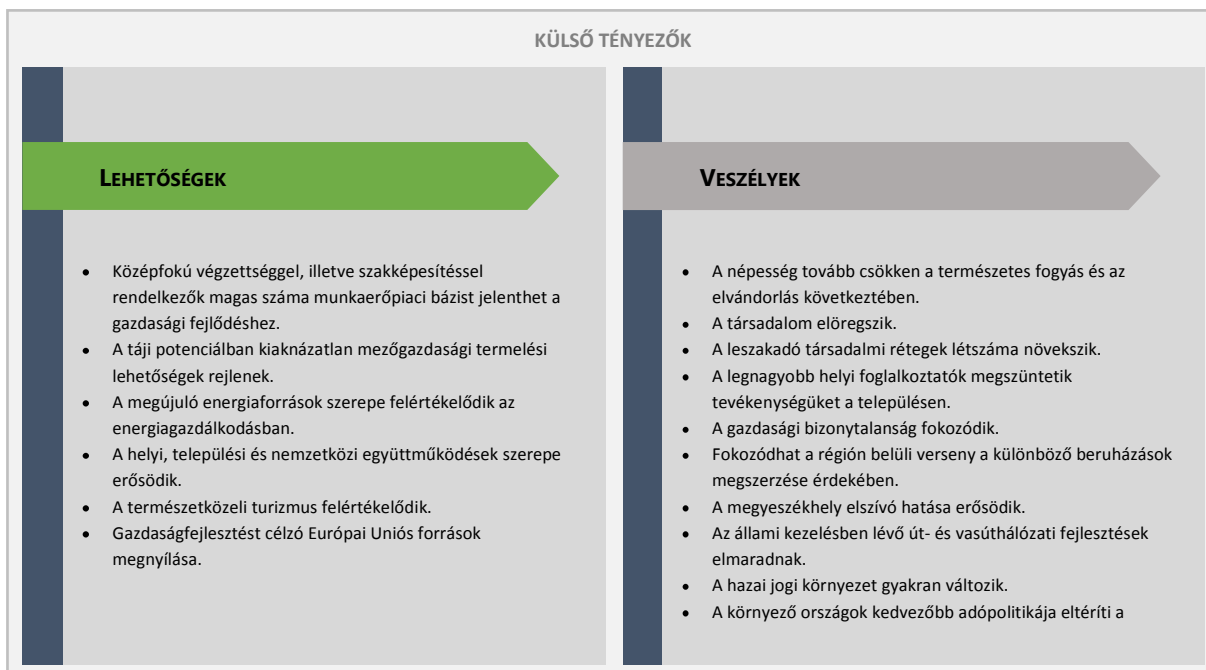 KÜLSŐ TÉNYEZŐK
LEHETŐSÉGEK
• Középfokú végzettséggel, illetve szakképesítéssel
rendelkezők magas száma munkaerőpiaci bázist jelenthet a
gazdasági fejlődéshez.
• A táji potenciálban kiaknázatlan mezőgazdasági termelési
lehetőségek rejlenek.
• A megújuló energiaforrások szerepe felértékelődik az
energiagazdálkodásban.
• A helyi, települési és nemzetközi együttműködések szerepe
erősödik.
• A természetközeli turizmus felértékelődik.
• Gazdaságfejlesztést célzó Európai Uniós források
megnyílása.
VESZÉLYEK
• A népesség tovább csökken a természetes fogyás és az
elvándorlás következtében.
• A társadalom elöregszik.
• A leszakadó társadalmi rétegek létszáma növekszik.
• A legnagyobb helyi foglalkoztatók megszüntetik
tevékenységüket a településen.
• A gazdasági bizonytalanság fokozódik.
• Fokozódhat a régión belüli verseny a különböző beruházások
megszerzése érdekében.
• A megyeszékhely elszívó hatása erősödik.
• Az állami kezelésben lévő út- és vasúthálózati fejlesztések
elmaradnak.
• A hazai jogi környezet gyakran változik.
• A környező országok kedvezőbb adópolitikája eltéríti a